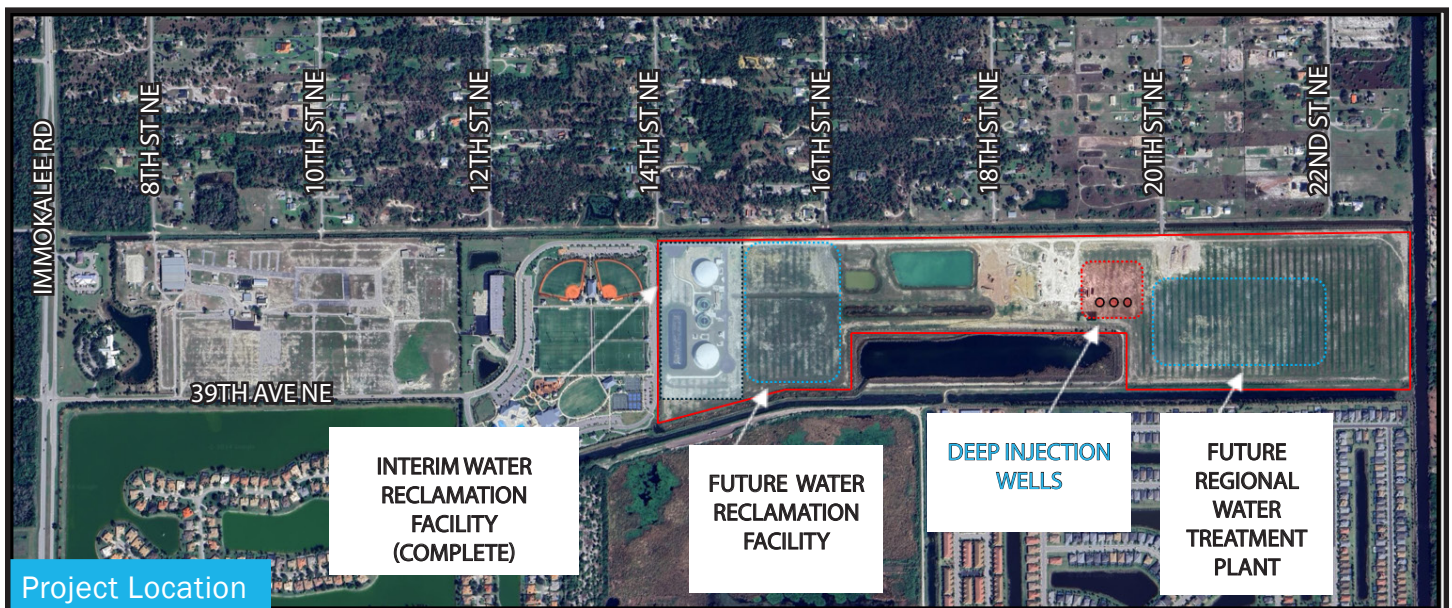 IMMOKALEE RD
8TH ST NE
10TH ST NE
12TH ST NE
14TH ST NE
16TH ST NE
18TH ST NE
20TH ST NE
22ND ST NE
39TH AVE NE
INTERIM WATER
RECLAMATION
FACILITY
(COMPLETE)
FUTURE WATER
RECLAMATION
FACILITY
DEEP INJECTION
WELLS
FUTURE
REGIONAL
WATER
TREATMENT
PLANT
Project Location